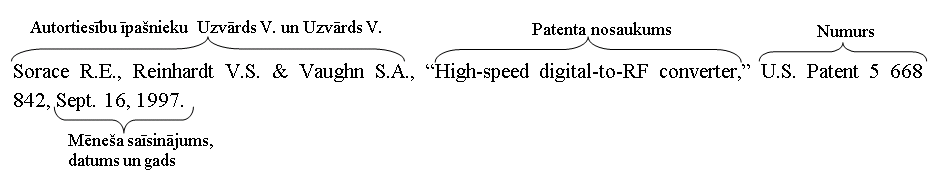 Autortiesību īpašnieku Uzvārds V. un Uzvārds V.
Patenta nosaukums
Numurs
Sorace R.E., Reinhardt V.S. & Vaughn S.A., “High-speed digital-to-RF converter,” U.S. Patent 5 668
842, Sept. 16, 1997.
Mēneša saīsinājums,
datums un gads